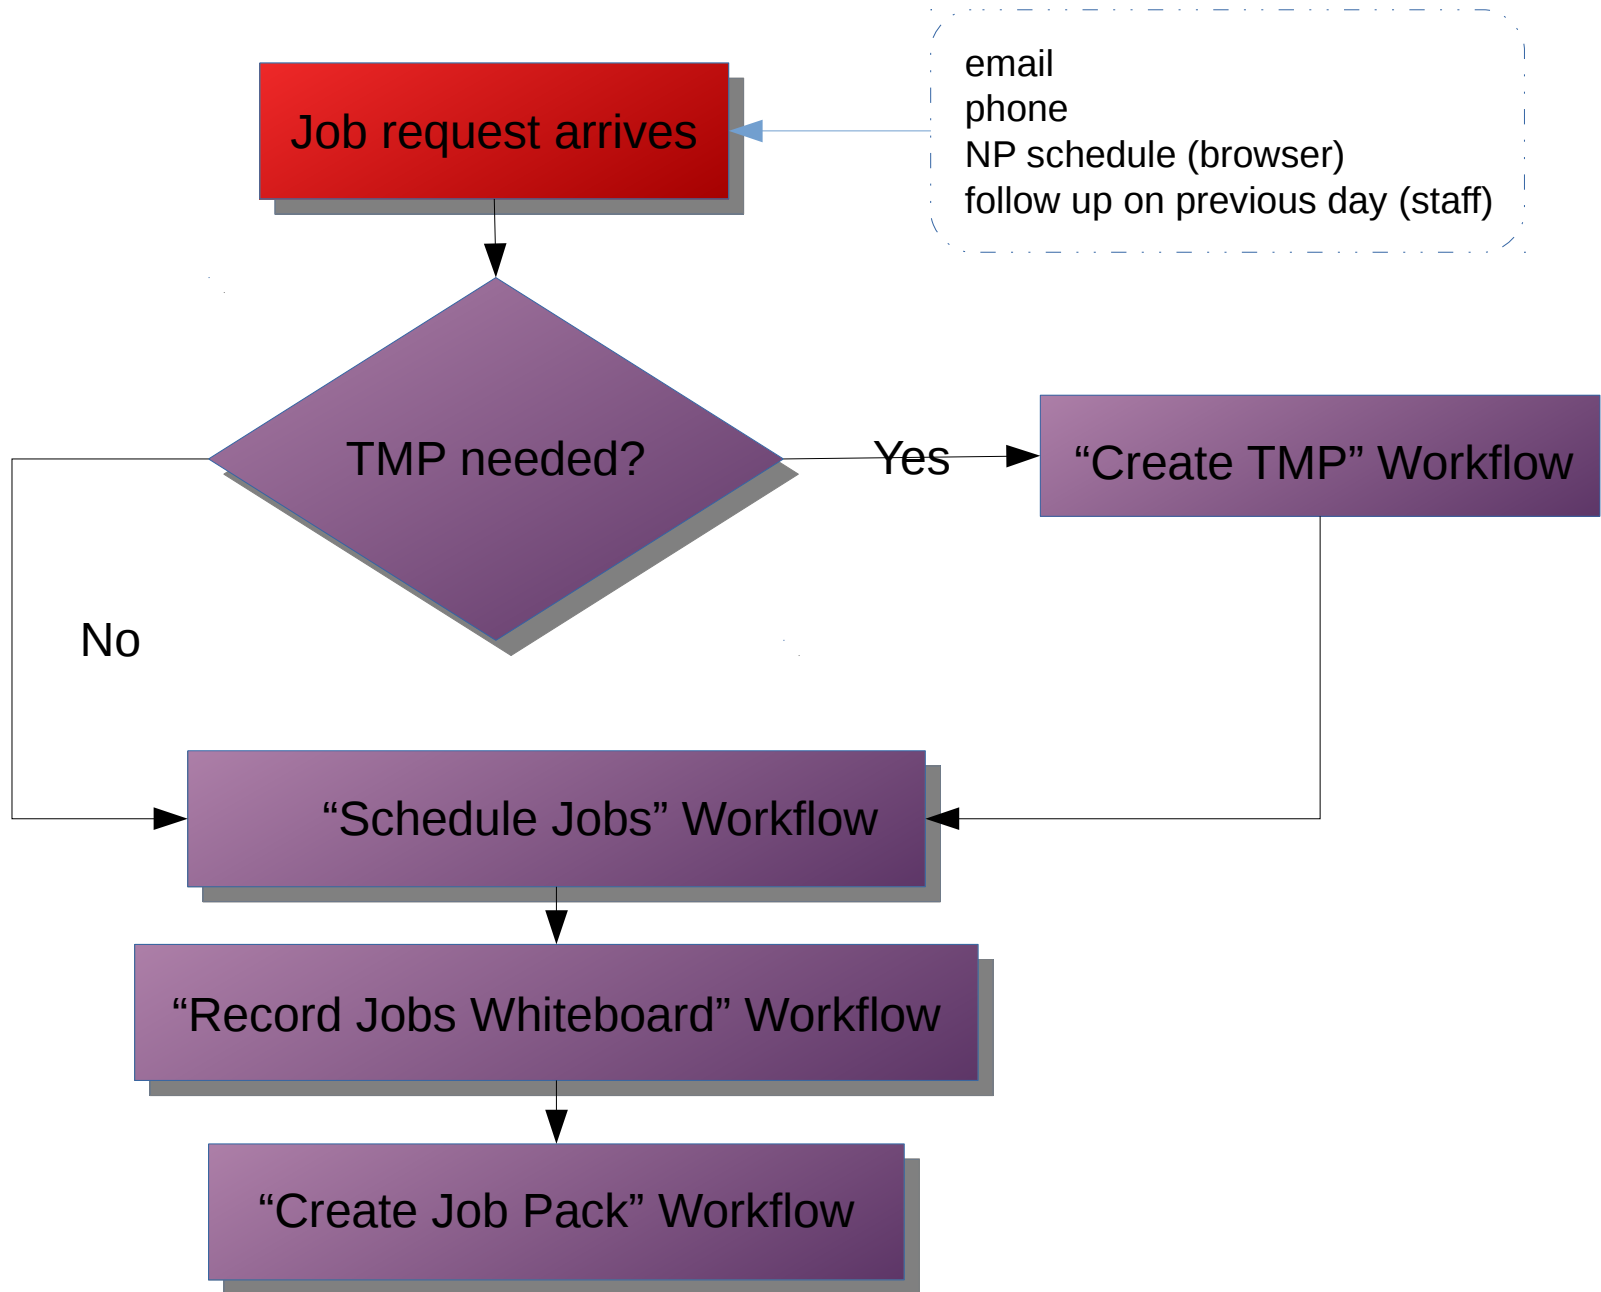 email
phone
NP schedule (browser)
follow up on previous day (staff)
Job request arrives
TMP needed?
Yes
“Create TMP” Workflow
No
“Schedule Jobs” Workflow
“Record Jobs Whiteboard” Workflow
“Create Job Pack” Workflow